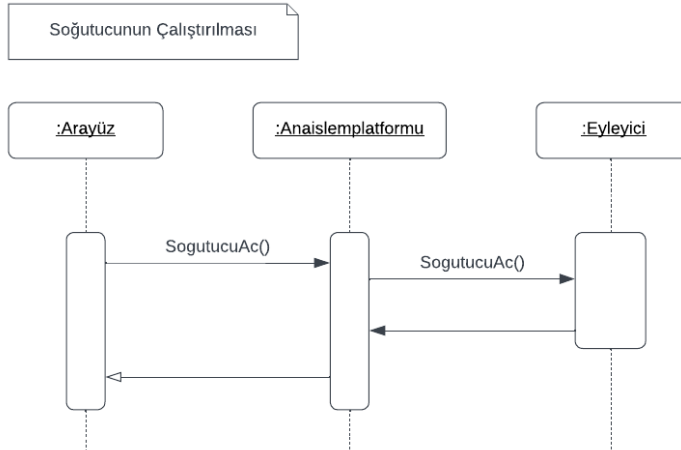 Soğutucunun Çalıştırılması
:Arayüz
:Anaislemplatformu
:Eyleyici
SogutucuAc()
SogutucuAc()